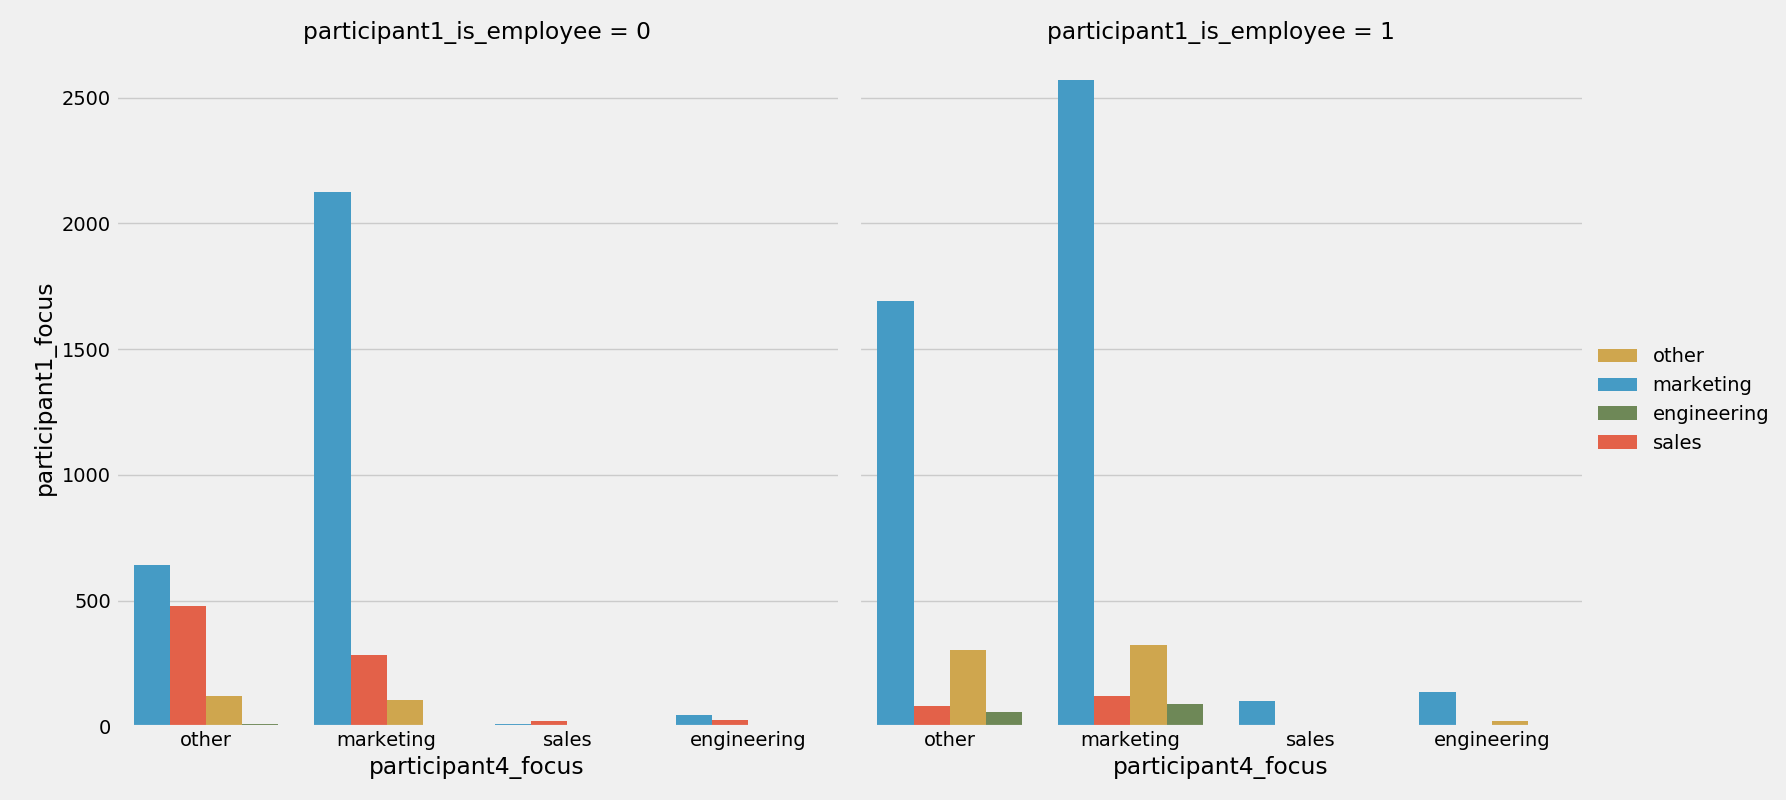 participant1_is_employee = 0
participant1_is_employee = 1
participant1_focus
2500
2000
1500
1000
500
0
other marketing sales engineering
other marketing sales engineering
participant4_focus
participant4_focus
other
marketing
engineering
sales